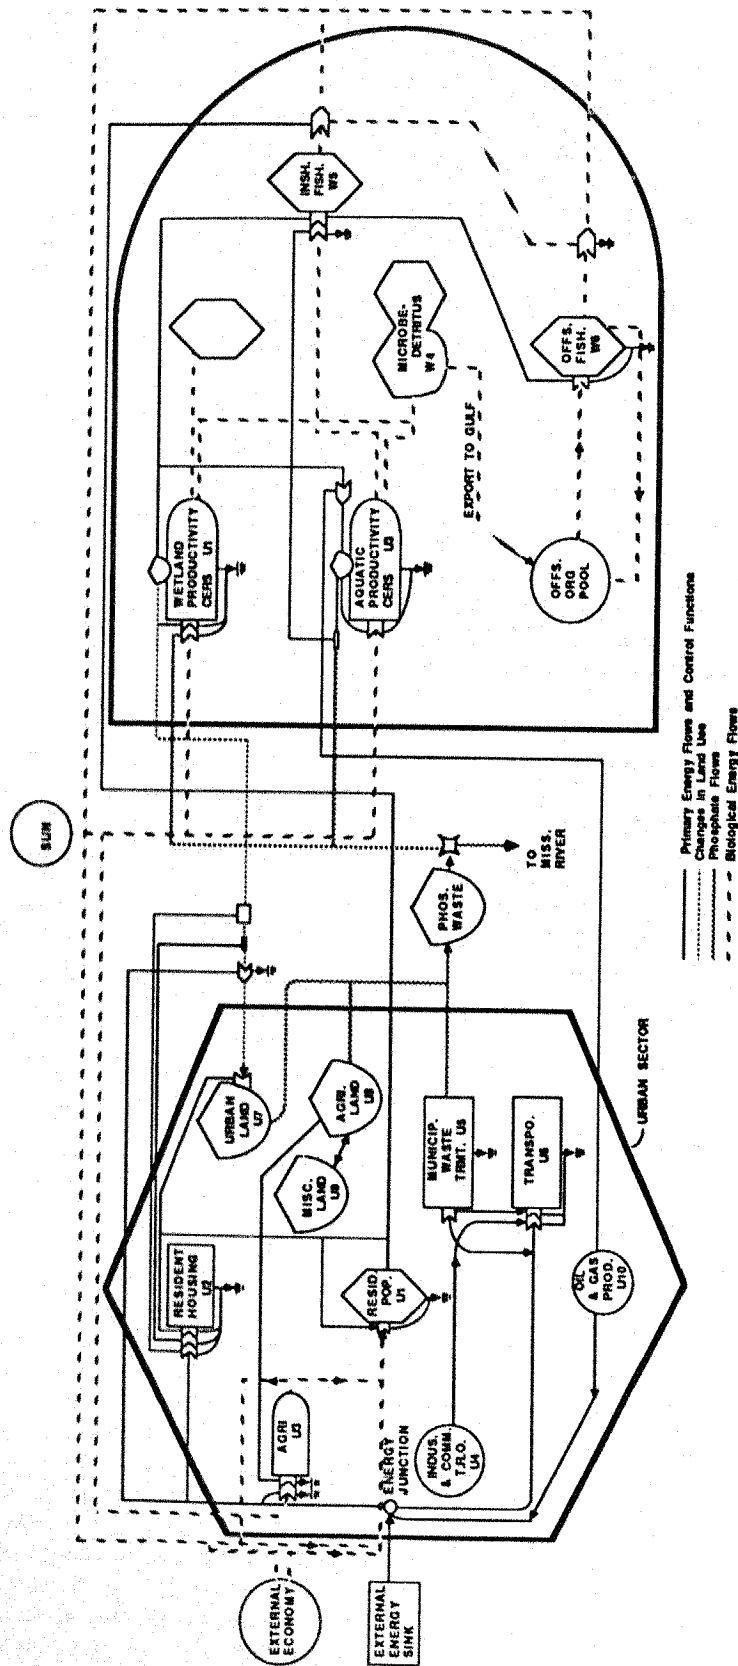 SUN
EXTERNAL
ECONOMY
EXTERNAL
ENERGY
SINK
ENERGY
JUNCTION
AGRI
U3
RESIDENT
HOUSING
U2
RESID.
POP.
U1
INDUS.
& COMM.
T.R.O.
U4
OIL
& GAS
PROD.
U10
MISC.
LAND
U9
AGRI.
LAND
U8
URBAN
LAND
U7
MUNICIP.
WASTE
TRMT. U5
TRANSPO.
U6
URBAN SECTOR
PHOS.
WASTE
TO
MISS.
RIVER
WETLAND
PRODUCTIVITY
CERS U1
AQUATIC
PRODUCTIVITY
CERS U3
OFFS.
ORG
POOL
EXPORT TO GULF
MICROBE-
DETRITUS
W4
INSH.
FISH.
W5
OFFS.
FISH.
W6
Primary Energy Flows and Control Functions
Changes in Land Use
Phosphate Flows
Biological Energy Flows